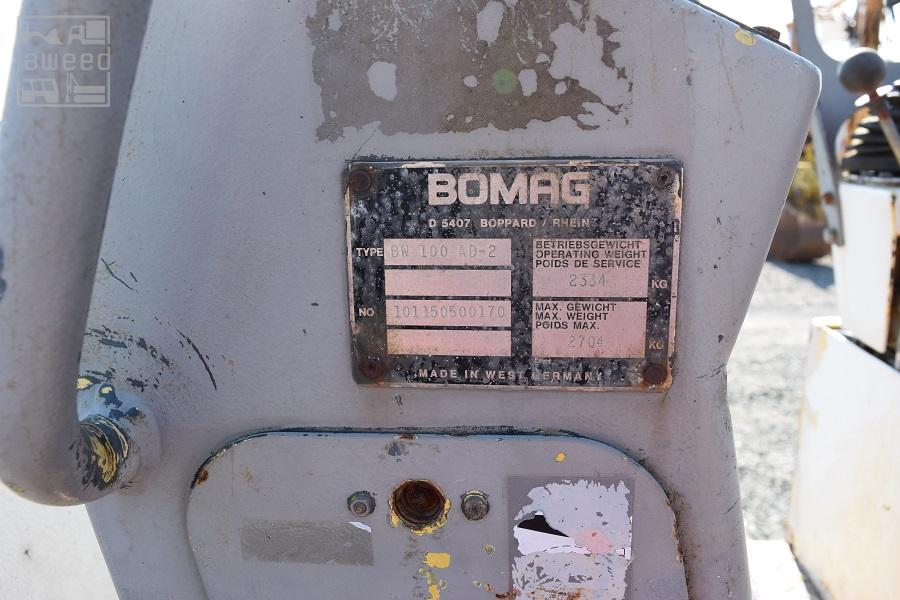 aweed
BOMAG
D 5407 BOPPARD / RHEIN
TYPE BW 100 AD-2
BETRIEBSGEWICHT
OPERATING WEIGHT
POIDS DE SERVICE
2334 KG
NO 101150500170
MAX. GEWICHT
MAX. WEIGHT
POIDS MAX.
2704 KG
MADE IN WEST GERMANY